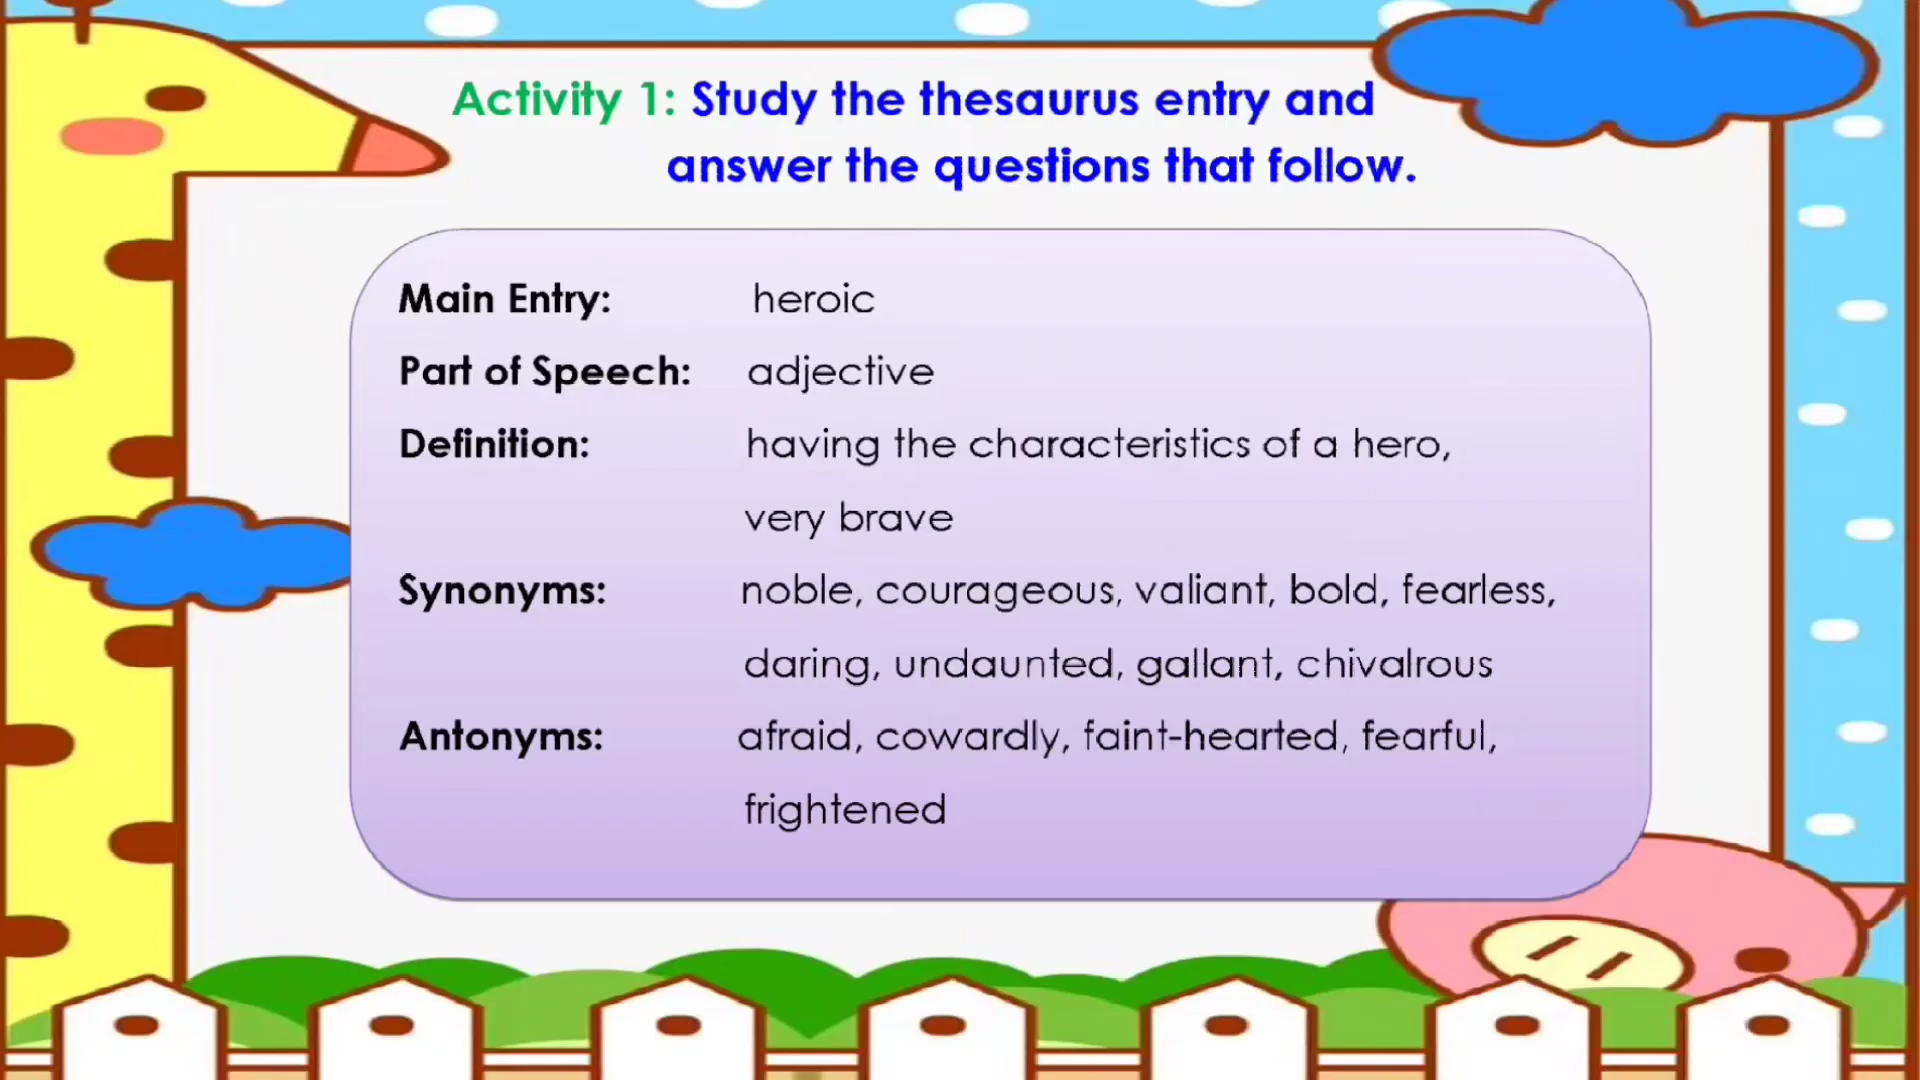 Activity 1: Study the thesaurus entry and
answer the questions that follow.
Main Entry: heroic
Part of Speech: adjective
Definition: having the characteristics of a hero,
very brave
Synonyms: noble, courageous, valiant, bold, fearless,
daring, undaunted, gallant, chivalrous
Antonyms: afraid, cowardly, faint-hearted, fearful,
frightened